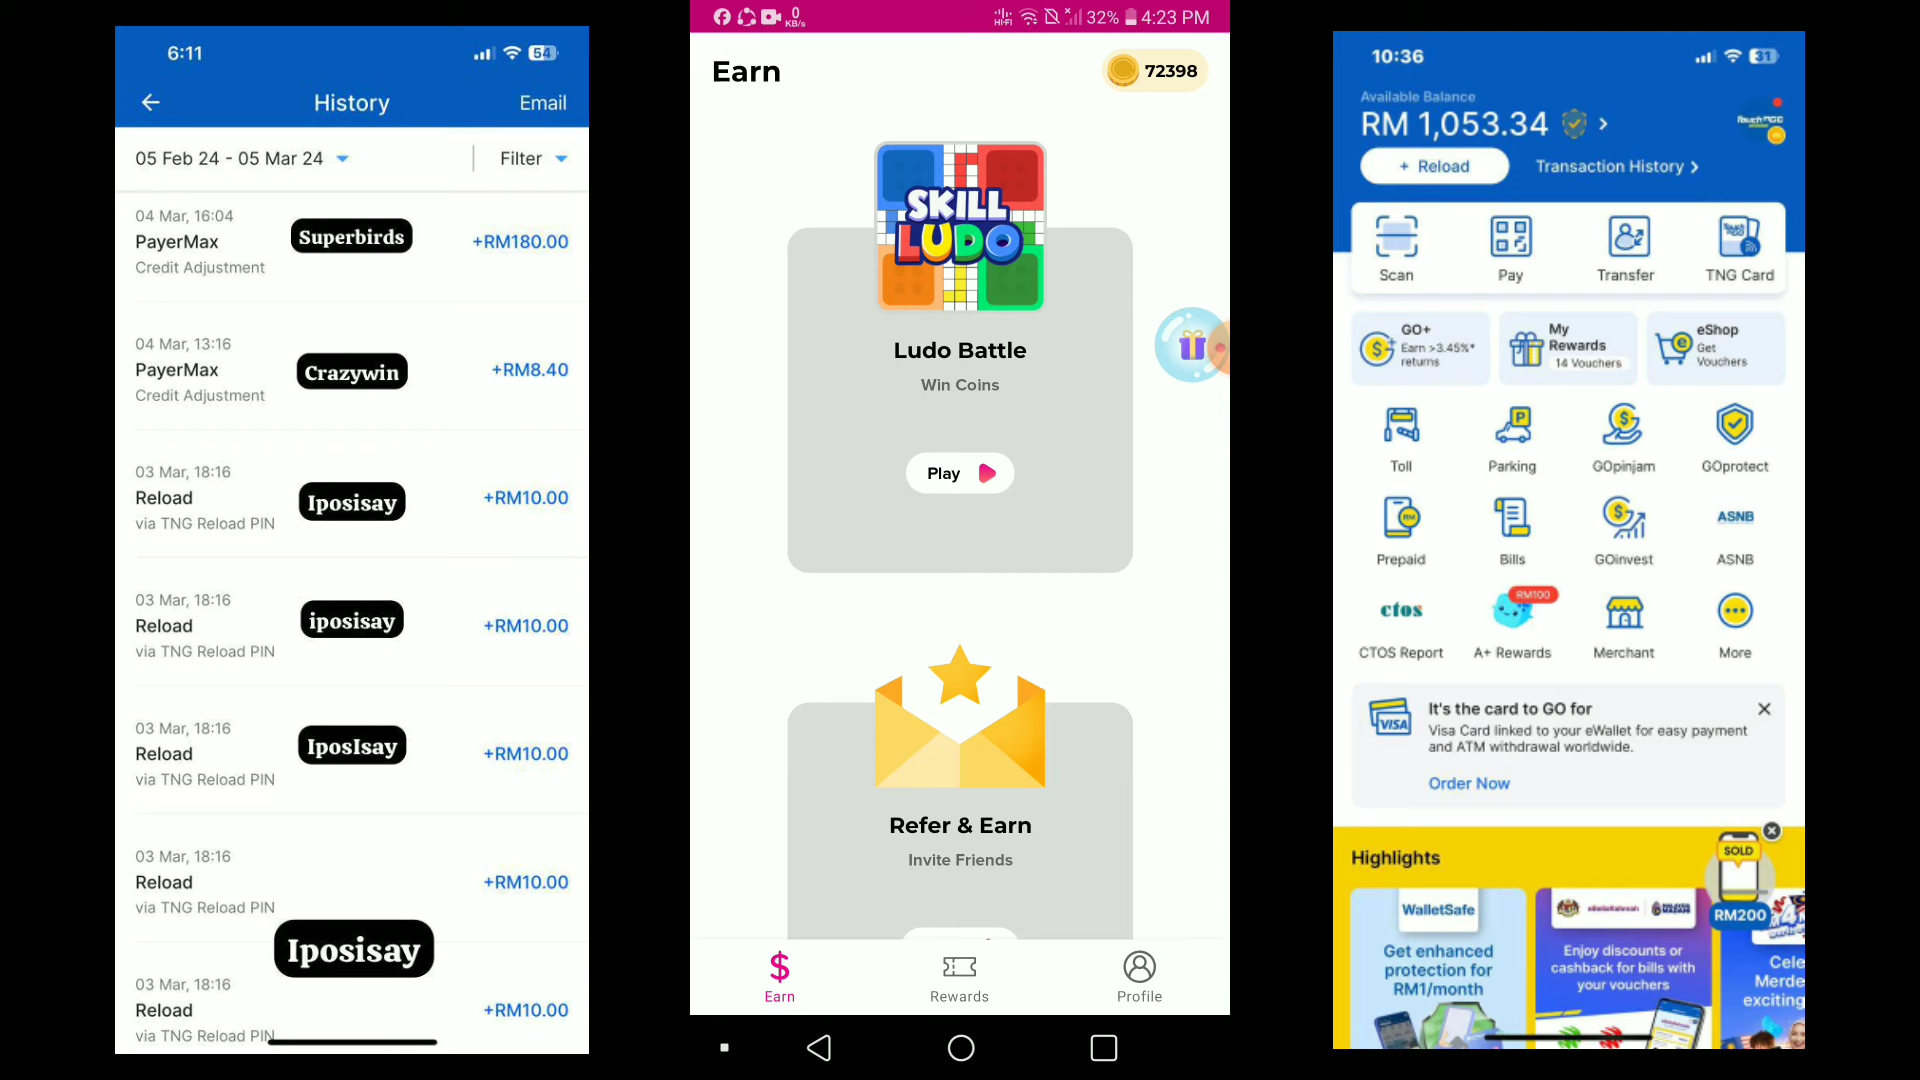 6:11
54
History
Email
05 Feb 24 - 05 Mar 24
Filter
04 Mar, 16:04
PayerMax
Superbirds
+RM180.00
Credit Adjustment
04 Mar, 13:16
PayerMax
Crazywin
+RM8.40
Credit Adjustment
03 Mar, 18:16
Reload
Iposisay
+RM10.00
via TNG Reload PIN
03 Mar, 18:16
Reload
iposisay
+RM10.00
via TNG Reload PIN
03 Mar, 18:16
Reload
IposIsay
+RM10.00
via TNG Reload PIN
03 Mar, 18:16
Reload
+RM10.00
via TNG Reload PIN
Iposisay
03 Mar, 18:16
Reload
+RM10.00
via TNG Reload PIN
0
KB/s
HI-FI
32%
4:23 PM
Earn
72398
SKILL
LUDO
Ludo Battle
Win Coins
Play
Refer & Earn
Invite Friends
$
Earn
Rewards
Profile
10:36
31
Available Balance
RM 1,053.34
Touch'nGO
+ Reload
Transaction History
Scan
Pay
Transfer
TNG Card
GO+
Earn >3.45%*
returns
My
Rewards
14 Vouchers
eShop
Get
Vouchers
Toll
Parking
GOpinjam
GOprotect
Prepaid
Bills
GOinvest
ASNB
ASNB
ctos
RM100
CTOS Report
A+ Rewards
Merchant
More
VISA
It's the card to GO for
Visa Card linked to your eWallet for easy payment
and ATM withdrawal worldwide.
Order Now
Highlights
SOLD
RM200
WalletSafe
Get enhanced
protection for
RM1/month
Enjoy discounts or
cashback for bills with
your vouchers
Cele
Merde
exciting